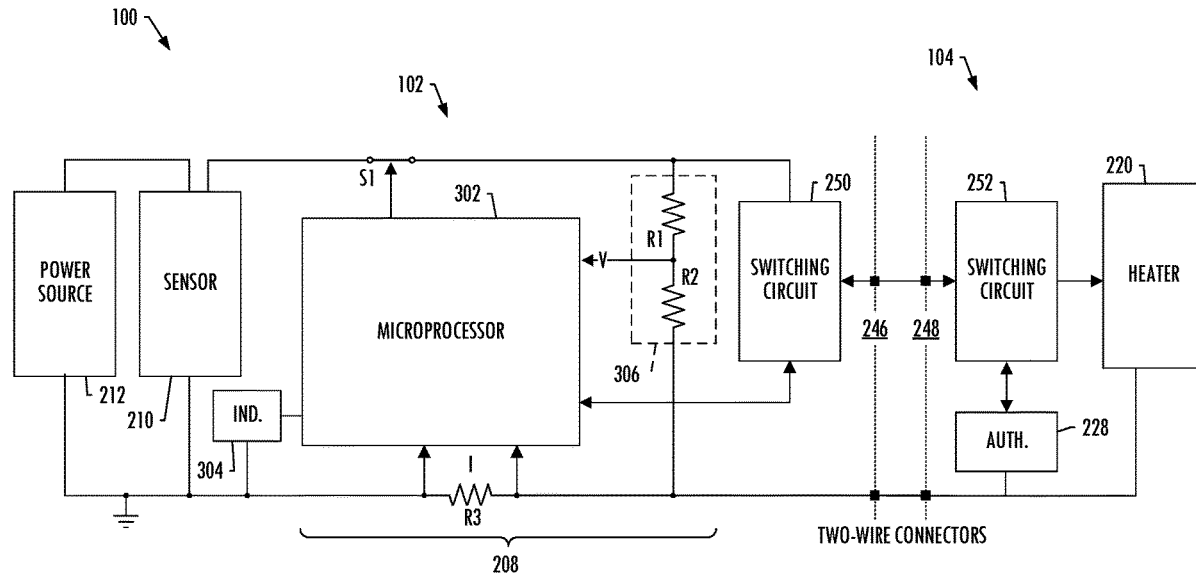 100
102
104
S1
302
250
252
220
POWER
SOURCE
SENSOR
MICROPROCESSOR
V
R1
R2
SWITCHING
CIRCUIT
246
248
SWITCHING
CIRCUIT
HEATER
212
210
306
IND.
304
AUTH.
228
I
R3
208
TWO-WIRE CONNECTORS